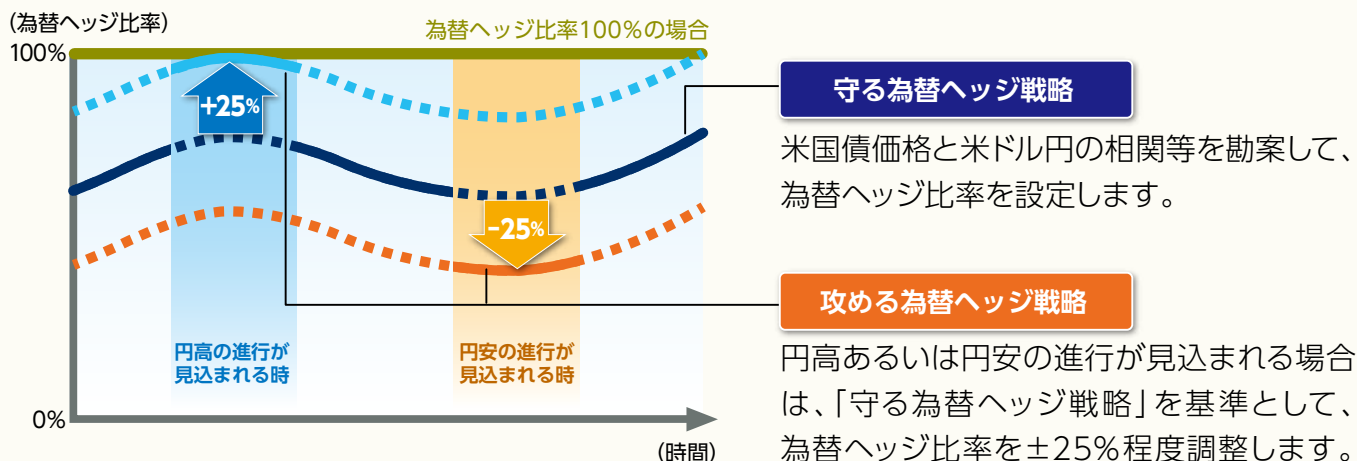 (為替ヘッジ比率)
為替ヘッジ比率100%の場合
100%
+25%
-25%
円高の進行が
見込まれる時
円安の進行が
見込まれる時
0%
(時間)
守る為替ヘッジ戦略
米国債価格と米ドル円の相関等を勘案して、
為替ヘッジ比率を設定します。
攻める為替ヘッジ戦略
円高あるいは円安の進行が見込まれる場合
は、「守る為替ヘッジ戦略」を基準として、
為替ヘッジ比率を±25%程度調整します。